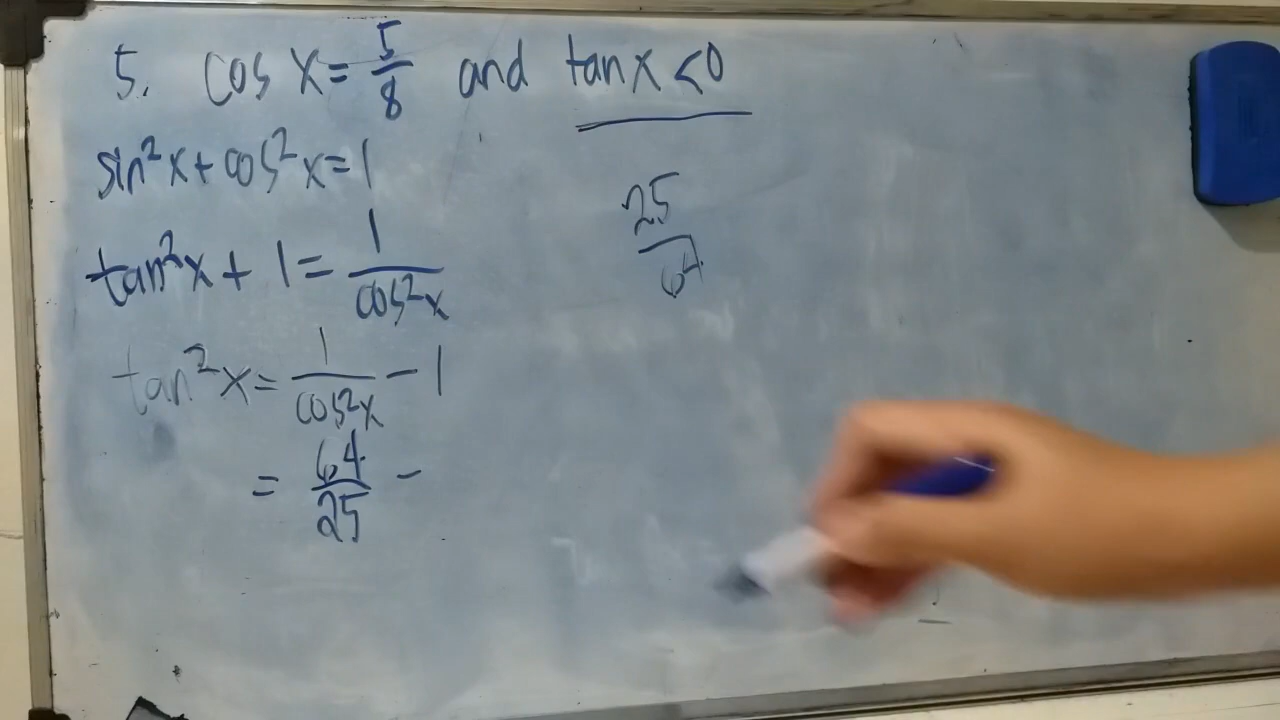 5. cos x = 5/8 and tan x < 0
sin²x + cos²x = 1
25/64
tan²x + 1 = 1/cos²x
tan²x = 1/cos²x - 1
= 64/25 -